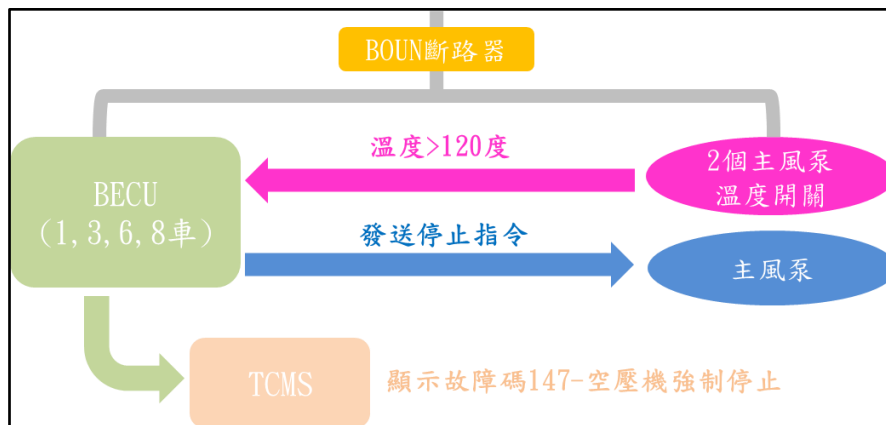 BOUN斷路器
溫度>120度
2個主風泵
溫度開關
BECU
(1,3,6,8車)
發送停止指令
主風泵
TCMS
顯示故障碼147-空壓機強制停止